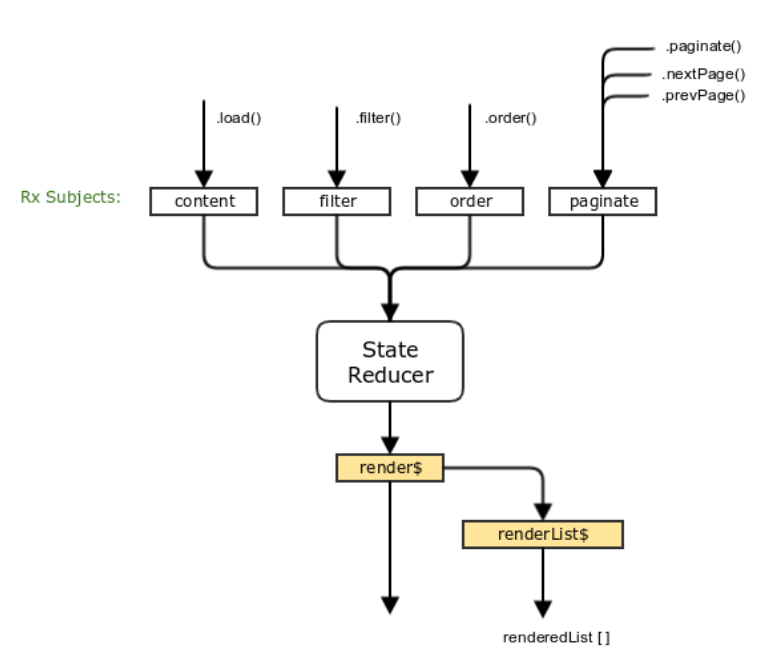 .paginate()
.nextPage()
.prevPage()
.load()
.filter()
.order()
Rx Subjects:
content
filter
order
paginate
State
Reducer
render$
renderList$
renderedList [ ]